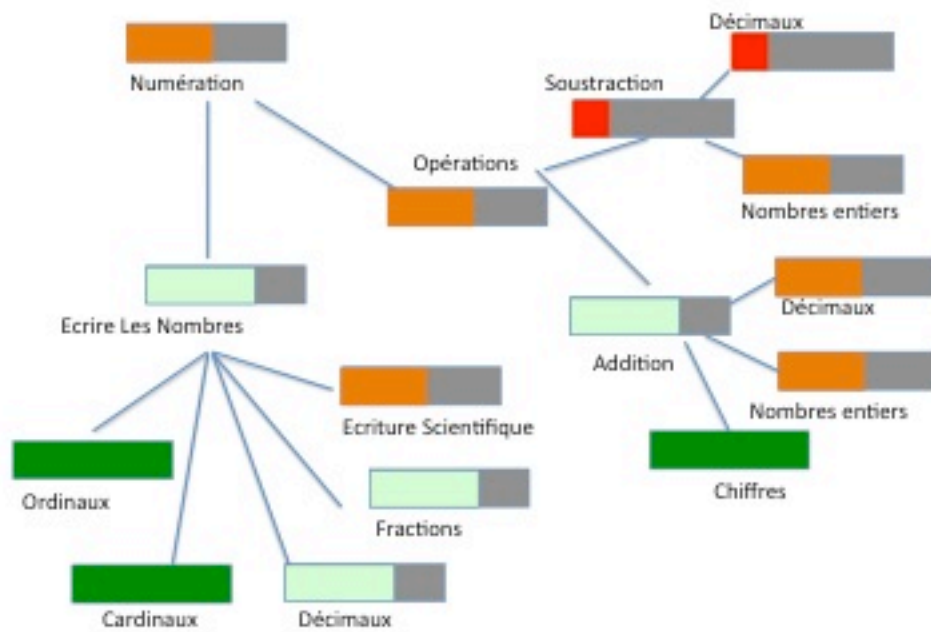 Décimaux
Numération
Soustraction
Opérations
Nombres entiers
Ecrire Les Nombres
Décimaux
Addition
Nombres entiers
Ecriture Scientifique
Ordinaux
Chiffres
Fractions
Cardinaux
Décimaux